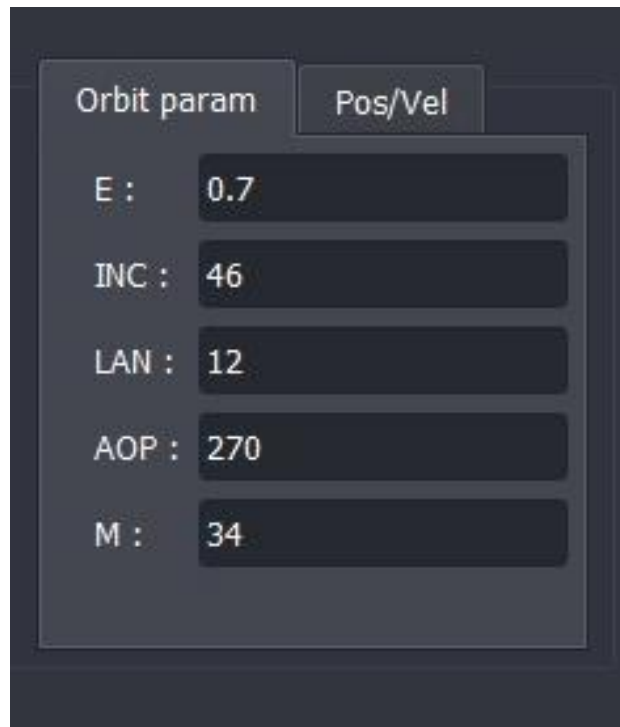 Orbit param Pos/Vel
E : 0.7
INC : 46
LAN : 12
AOP : 270
M : 34